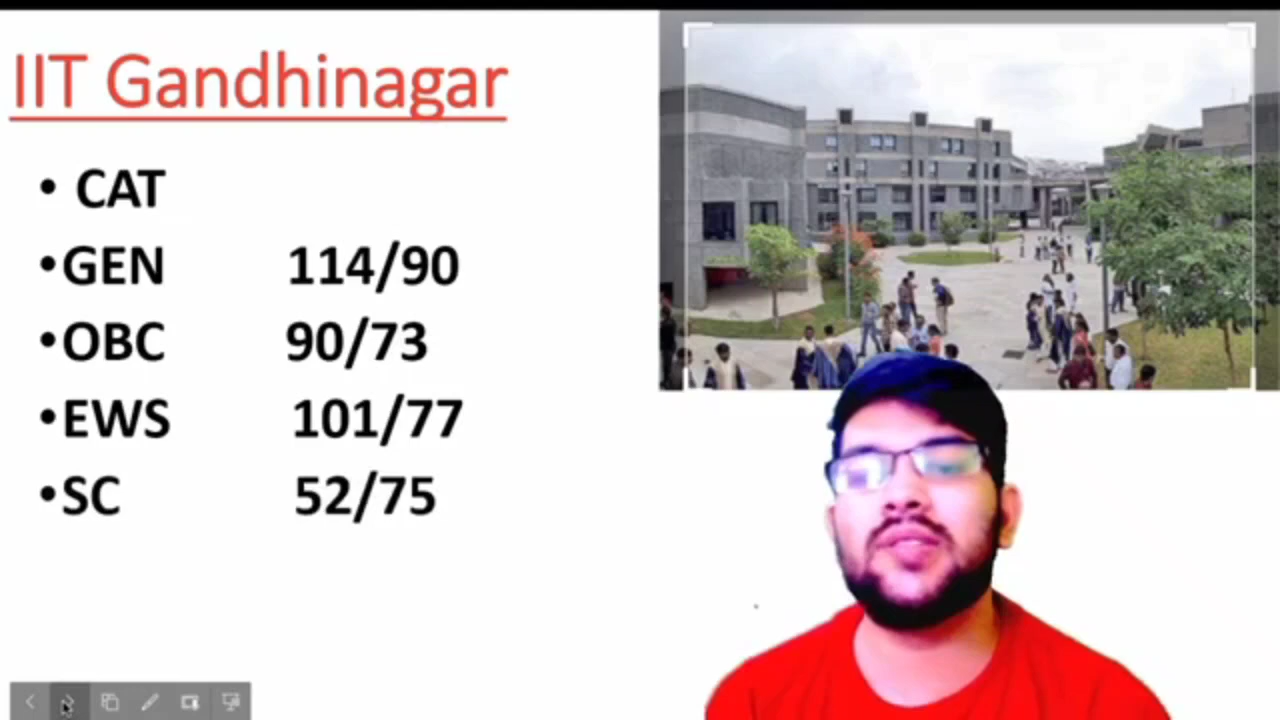 IIT Gandhinagar
• CAT
•GEN 114/90
•OBC 90/73
•EWS 101/77
•SC 52/75